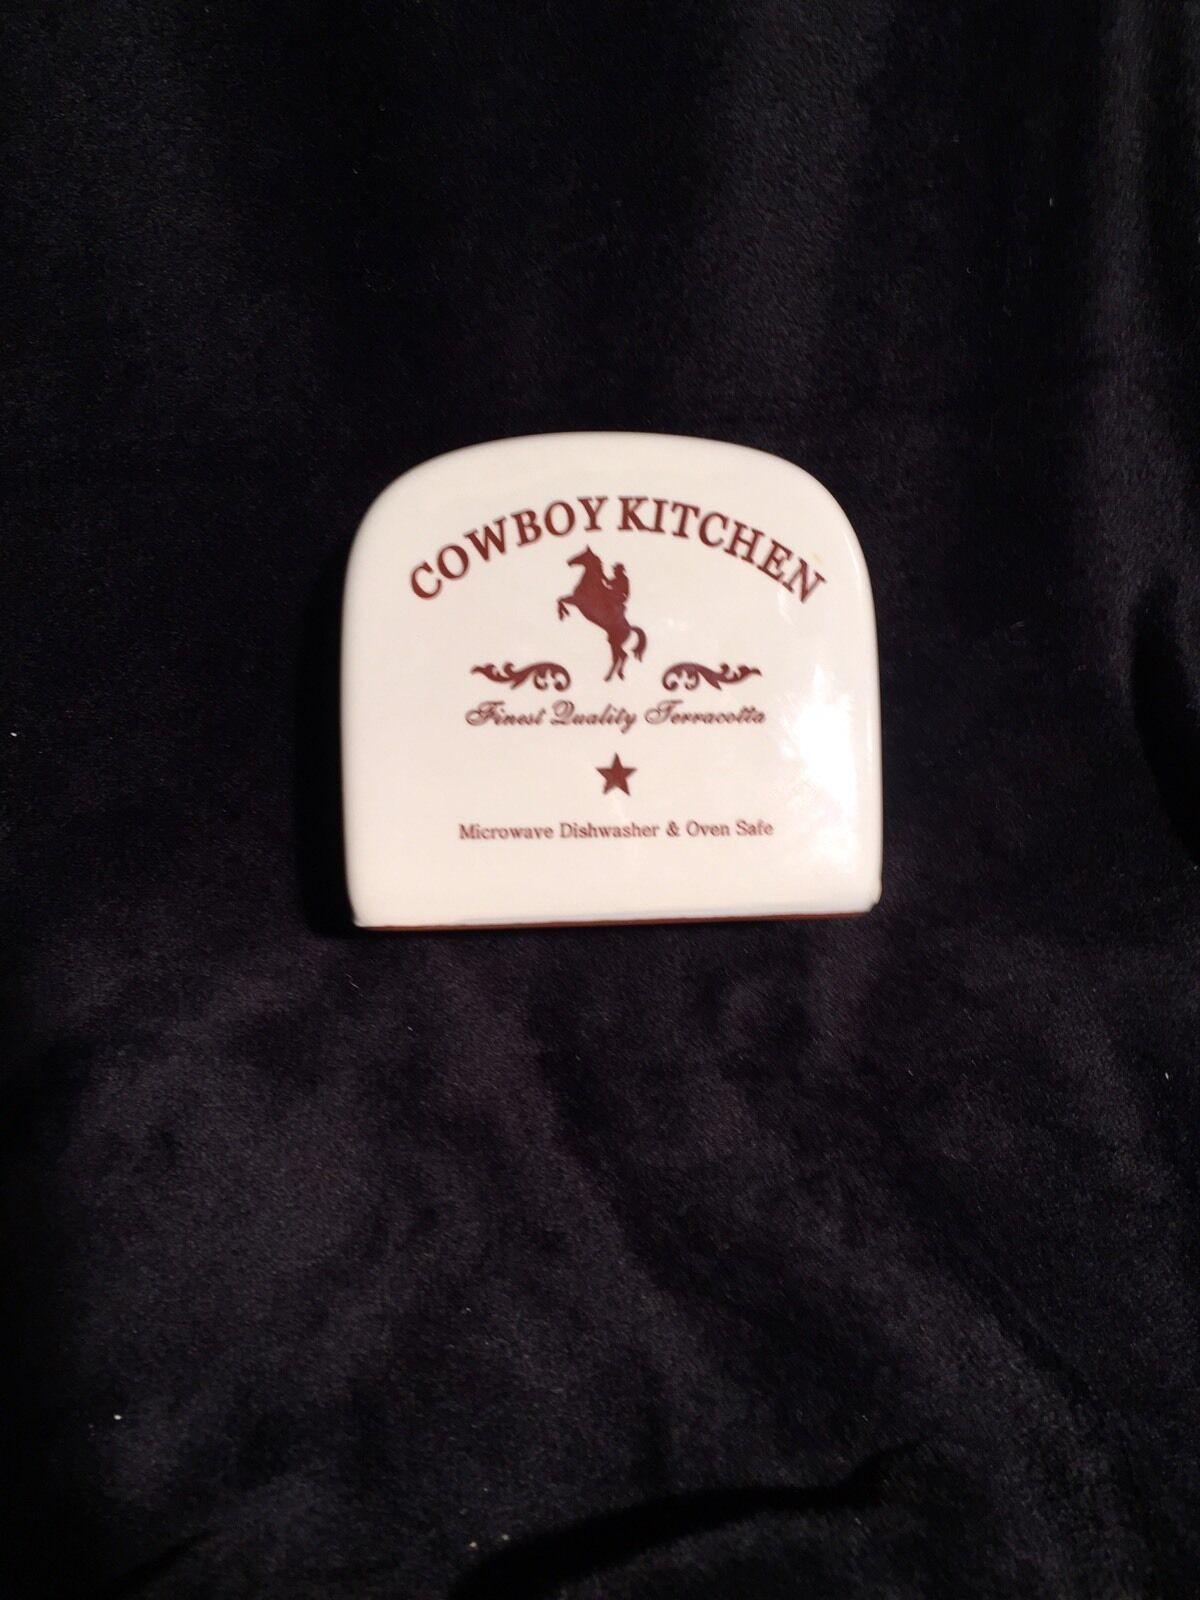 COWBOY KITCHEN
Finest Quality Terracotta
Microwave Dishwasher & Oven Safe